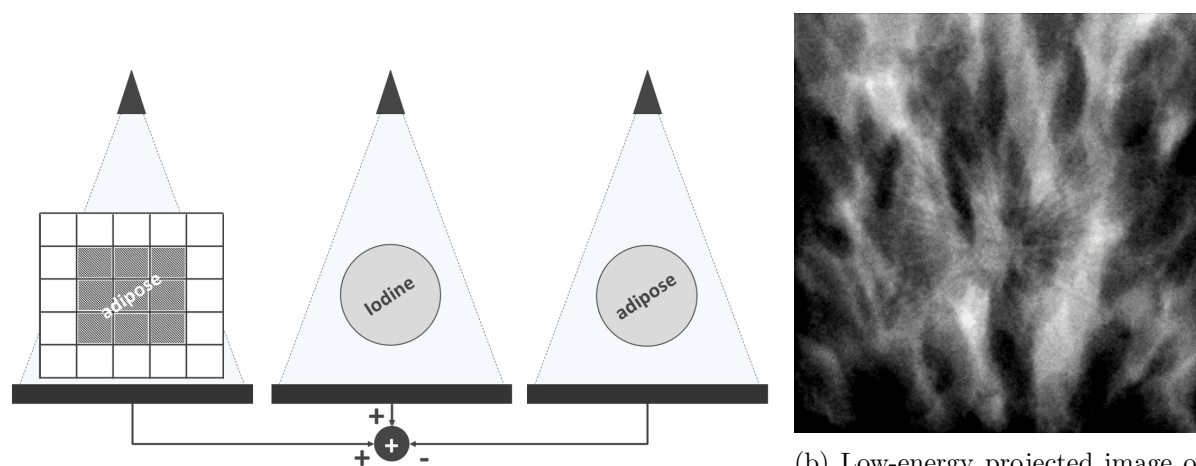 adipose
Iodine
adipose
+
+
+
-
(b) Low-energy projected image o